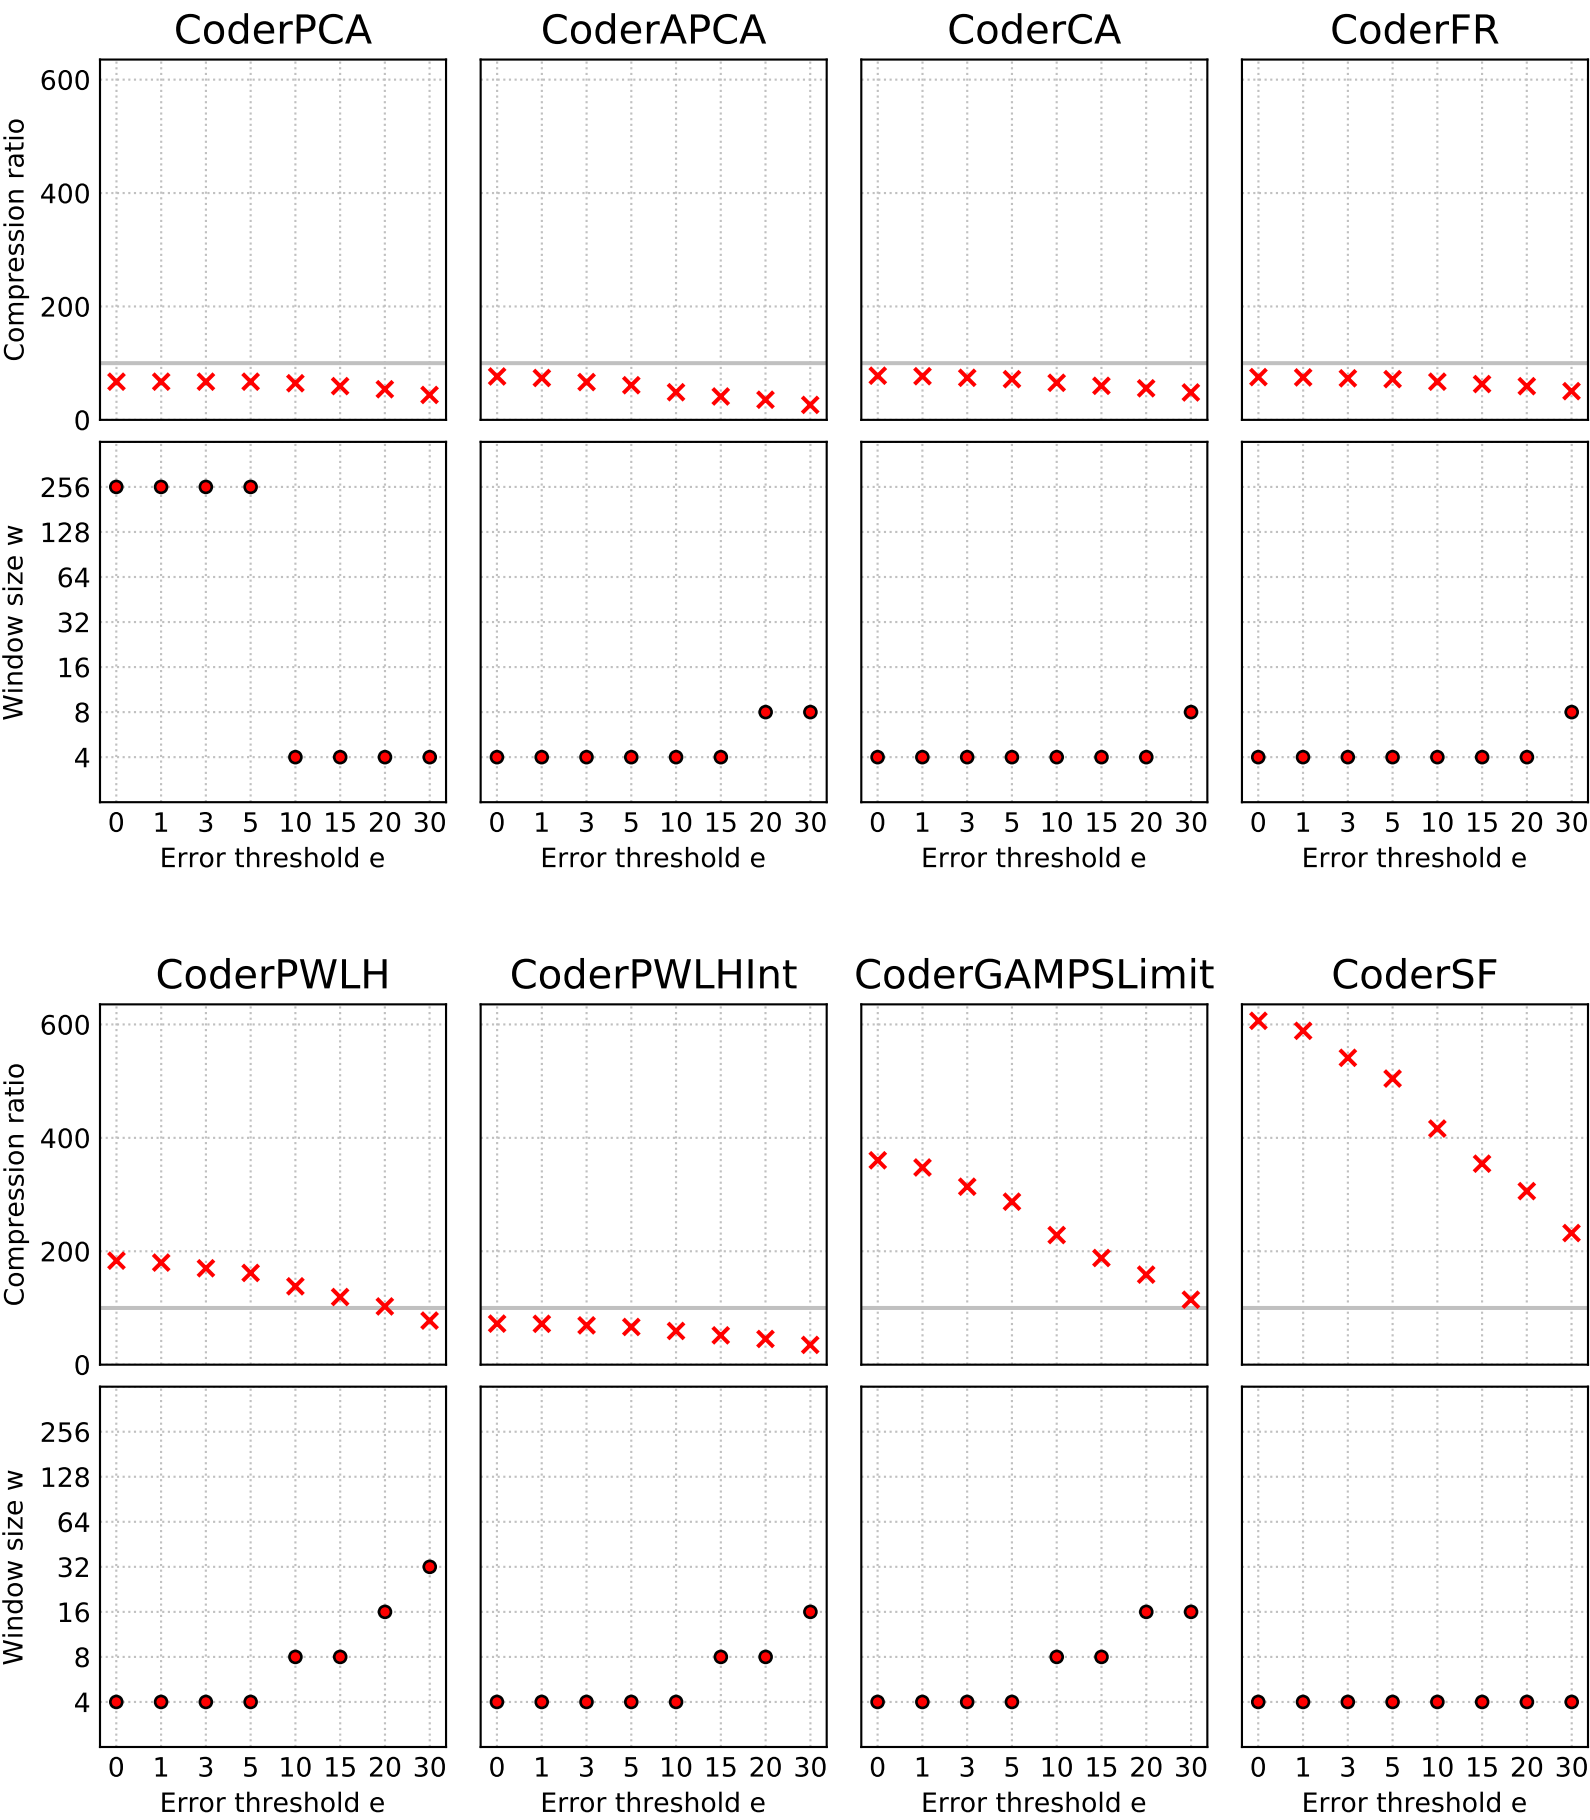 CoderPCA CoderAPCA CoderCA CoderFR
Compression ratio
600
400
200
0
Window size w
256
128
64
32
16
8
4
0 1 3 5 10 15 20 30 0 1 3 5 10 15 20 30 0 1 3 5 10 15 20 30 0 1 3 5 10 15 20 30
Error threshold e Error threshold e Error threshold e Error threshold e
CoderPWLH CoderPWLHInt CoderGAMPSLimit CoderSF
Compression ratio
600
400
200
0
Window size w
256
128
64
32
16
8
4
0 1 3 5 10 15 20 30 0 1 3 5 10 15 20 30 0 1 3 5 10 15 20 30 0 1 3 5 10 15 20 30
Error threshold e Error threshold e Error threshold e Error threshold e